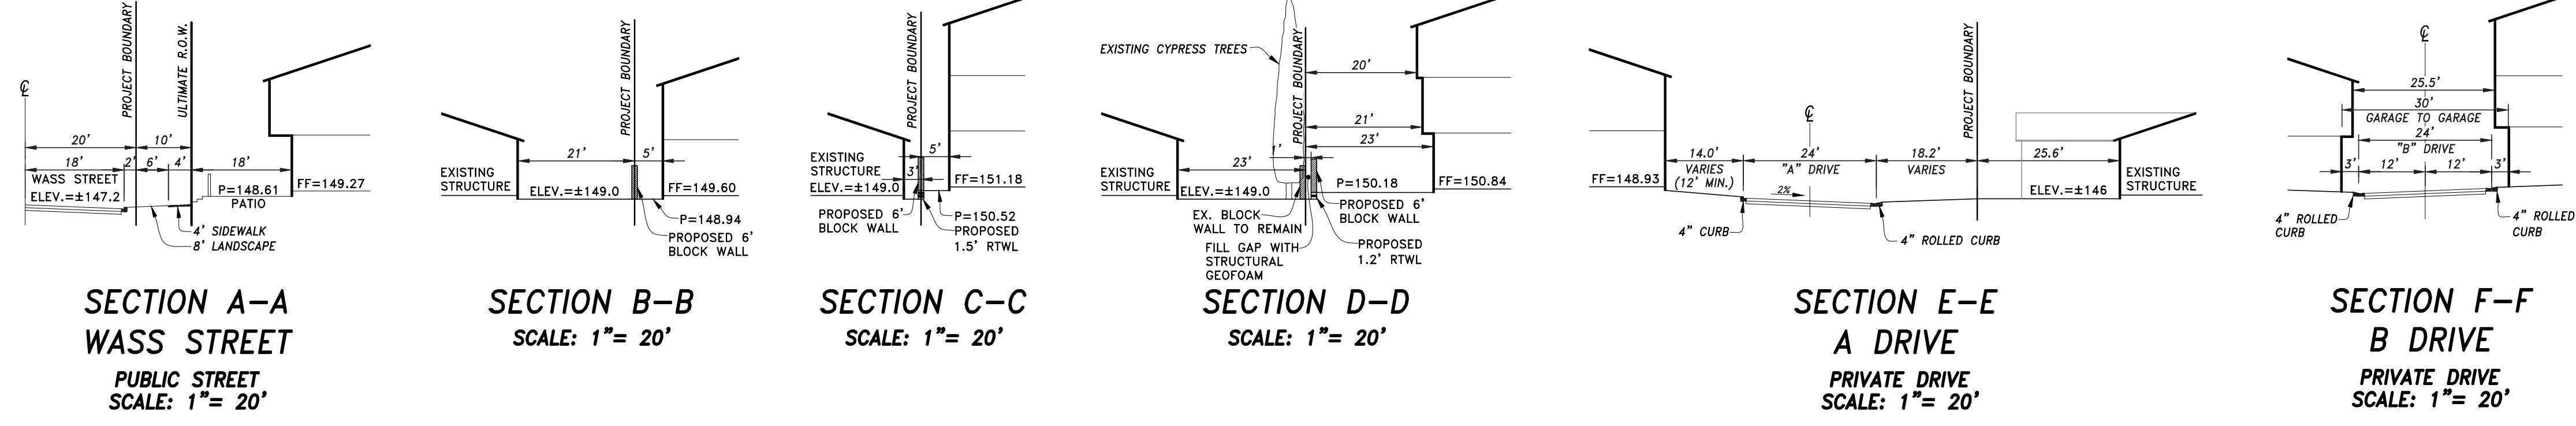 ℄
PROJECT BOUNDARY
ULTIMATE R.O.W.
20'
10'
18'
2'
6'
4'
18'
WASS STREET
ELEV.=±147.2
P=148.61
PATIO
FF=149.27
4' SIDEWALK
8' LANDSCAPE
SECTION A-A
WASS STREET
PUBLIC STREET
SCALE: 1"= 20'
PROJECT BOUNDARY
EXISTING
STRUCTURE
21'
5'
ELEV.=±149.0
FF=149.60
P=148.94
PROPOSED 6'
BLOCK WALL
SECTION B-B
SCALE: 1"= 20'
PROJECT BOUNDARY
5'
EXISTING
STRUCTURE
3'
ELEV.=±149.0
FF=151.18
PROPOSED 6'
BLOCK WALL
P=150.52
PROPOSED
1.5' RTWL
SECTION C-C
SCALE: 1"= 20'
EXISTING CYPRESS TREES
PROJECT BOUNDARY
20'
21'
23'
1'
23'
EXISTING
STRUCTURE
ELEV.=±149.0
P=150.18
FF=150.84
EX. BLOCK
WALL TO REMAIN
PROPOSED 6'
BLOCK WALL
FILL GAP WITH
STRUCTURAL
GEOFOAM
PROPOSED
1.2' RTWL
SECTION D-D
SCALE: 1"= 20'
PROJECT BOUNDARY
℄
14.0'
VARIES
(12' MIN.)
24'
"A" DRIVE
18.2'
VARIES
25.6'
FF=148.93
2%
ELEV.=±146
EXISTING
STRUCTURE
4" CURB
4" ROLLED CURB
SECTION E-E
A DRIVE
PRIVATE DRIVE
SCALE: 1"= 20'
℄
25.5'
30'
GARAGE TO GARAGE
24'
"B" DRIVE
3'
12'
12'
3'
4" ROLLED
CURB
4" ROLLED
CURB
SECTION F-F
B DRIVE
PRIVATE DRIVE
SCALE: 1"= 20'